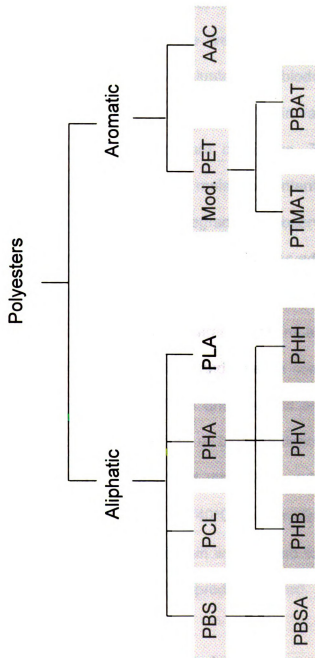 Polyesters
Aliphatic
Aromatic
PBS
PCL
PHA
PLA
Mod. PET
AAC
PBSA
PHB
PHV
PHH
PTMAT
PBAT